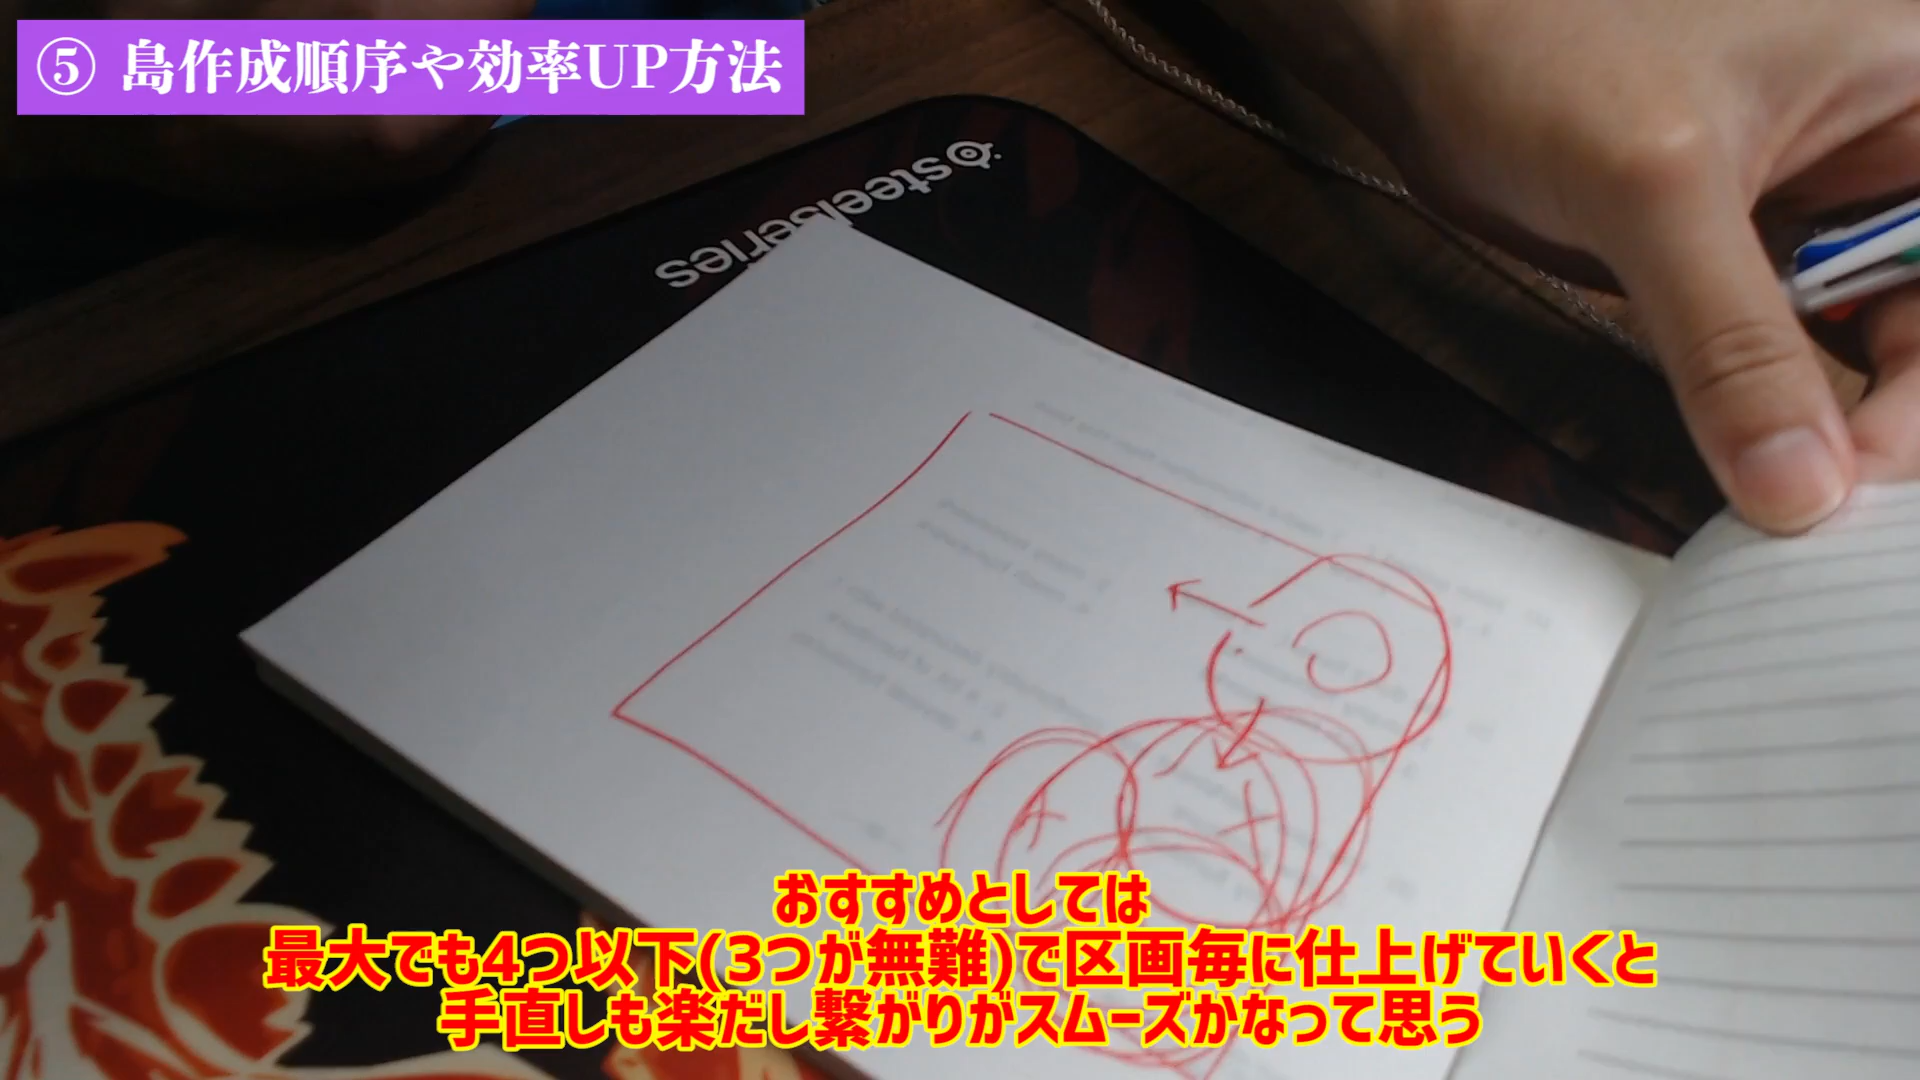 ⑤ 島作成順序や効率UP方法
steelseries
おすすめとしては
最大でも4つ以下(3つが無難)で区画毎に仕上げていくと
手直しも楽だし繋がりがスムーズかなって思う